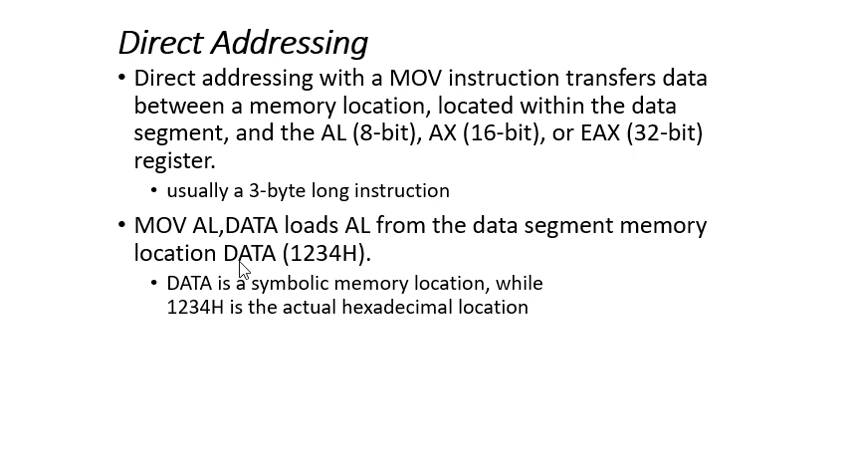 Direct Addressing
• Direct addressing with a MOV instruction transfers data
between a memory location, located within the data
segment, and the AL (8-bit), AX (16-bit), or EAX (32-bit)
register.
• usually a 3-byte long instruction
• MOV AL,DATA loads AL from the data segment memory
location DATA (1234H).
• DATA is a symbolic memory location, while
1234H is the actual hexadecimal location